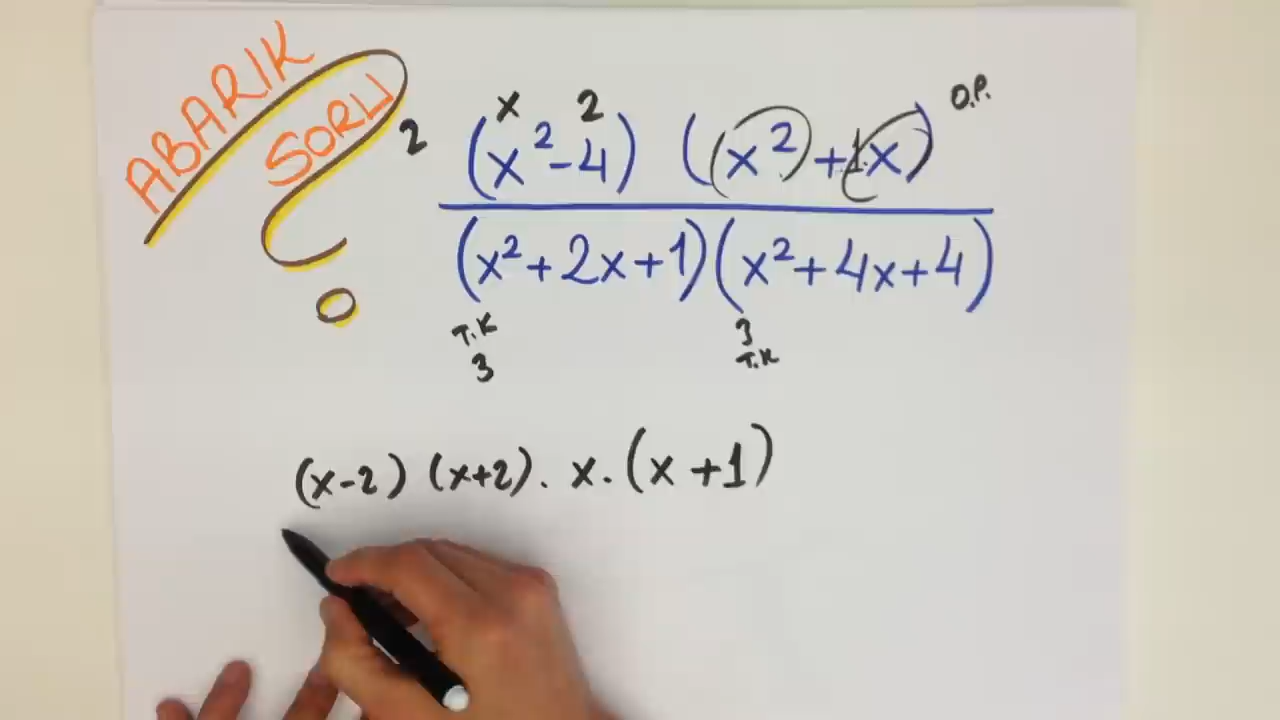 ABARIK
SORU
?
x 2 O.P.
2 (x²-4) ((x²)+1x)
(x²+2x+1)(x²+4x+4)
T.K 3
3 T.K
(x-2) (x+2). x. (x+1)